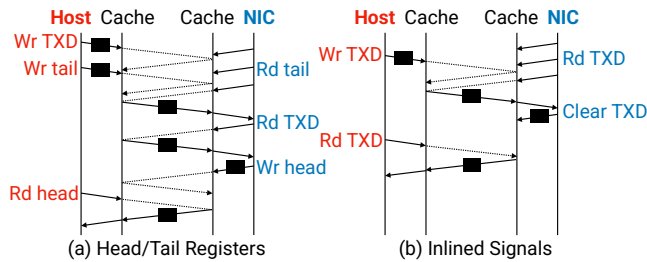 Host Cache Cache NIC
Wr TXD
Wr tail
Rd tail
Rd TXD
Wr head
Rd head
(a) Head/Tail Registers
Host Cache Cache NIC
Wr TXD
Rd TXD
Clear TXD
Rd TXD
(b) Inlined Signals